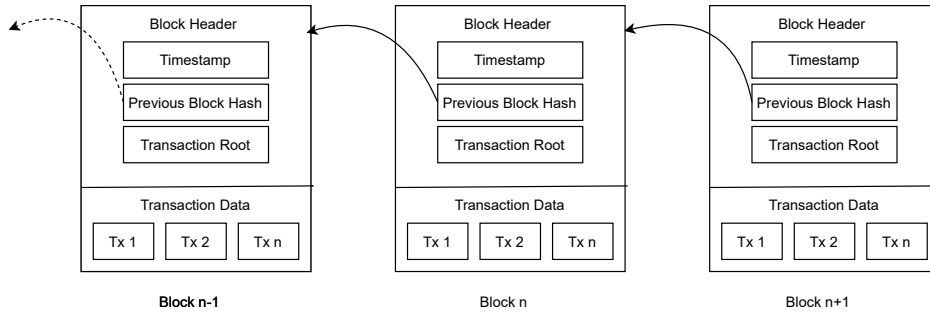 Block Header
Timestamp
Previous Block Hash
Transaction Root
Transaction Data
Tx 1
Tx 2
Tx n
Block n-1
Block Header
Timestamp
Previous Block Hash
Transaction Root
Transaction Data
Tx 1
Tx 2
Tx n
Block n
Block Header
Timestamp
Previous Block Hash
Transaction Root
Transaction Data
Tx 1
Tx 2
Tx n
Block n+1